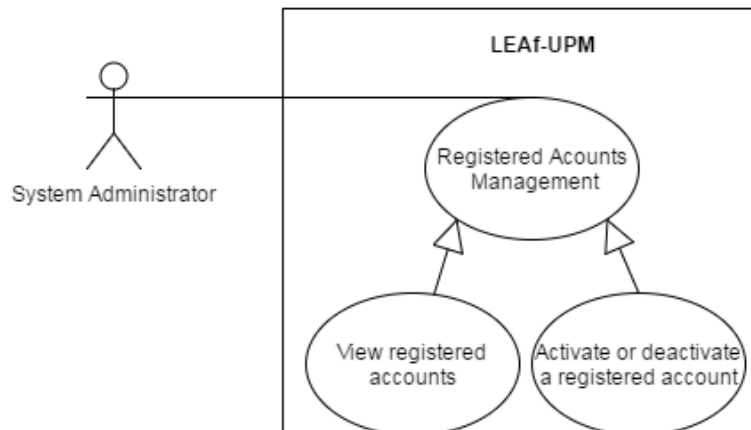 LEAf-UPM
System Administrator
Registered Acounts
Management
View registered
accounts
Activate or deactivate
a registered account